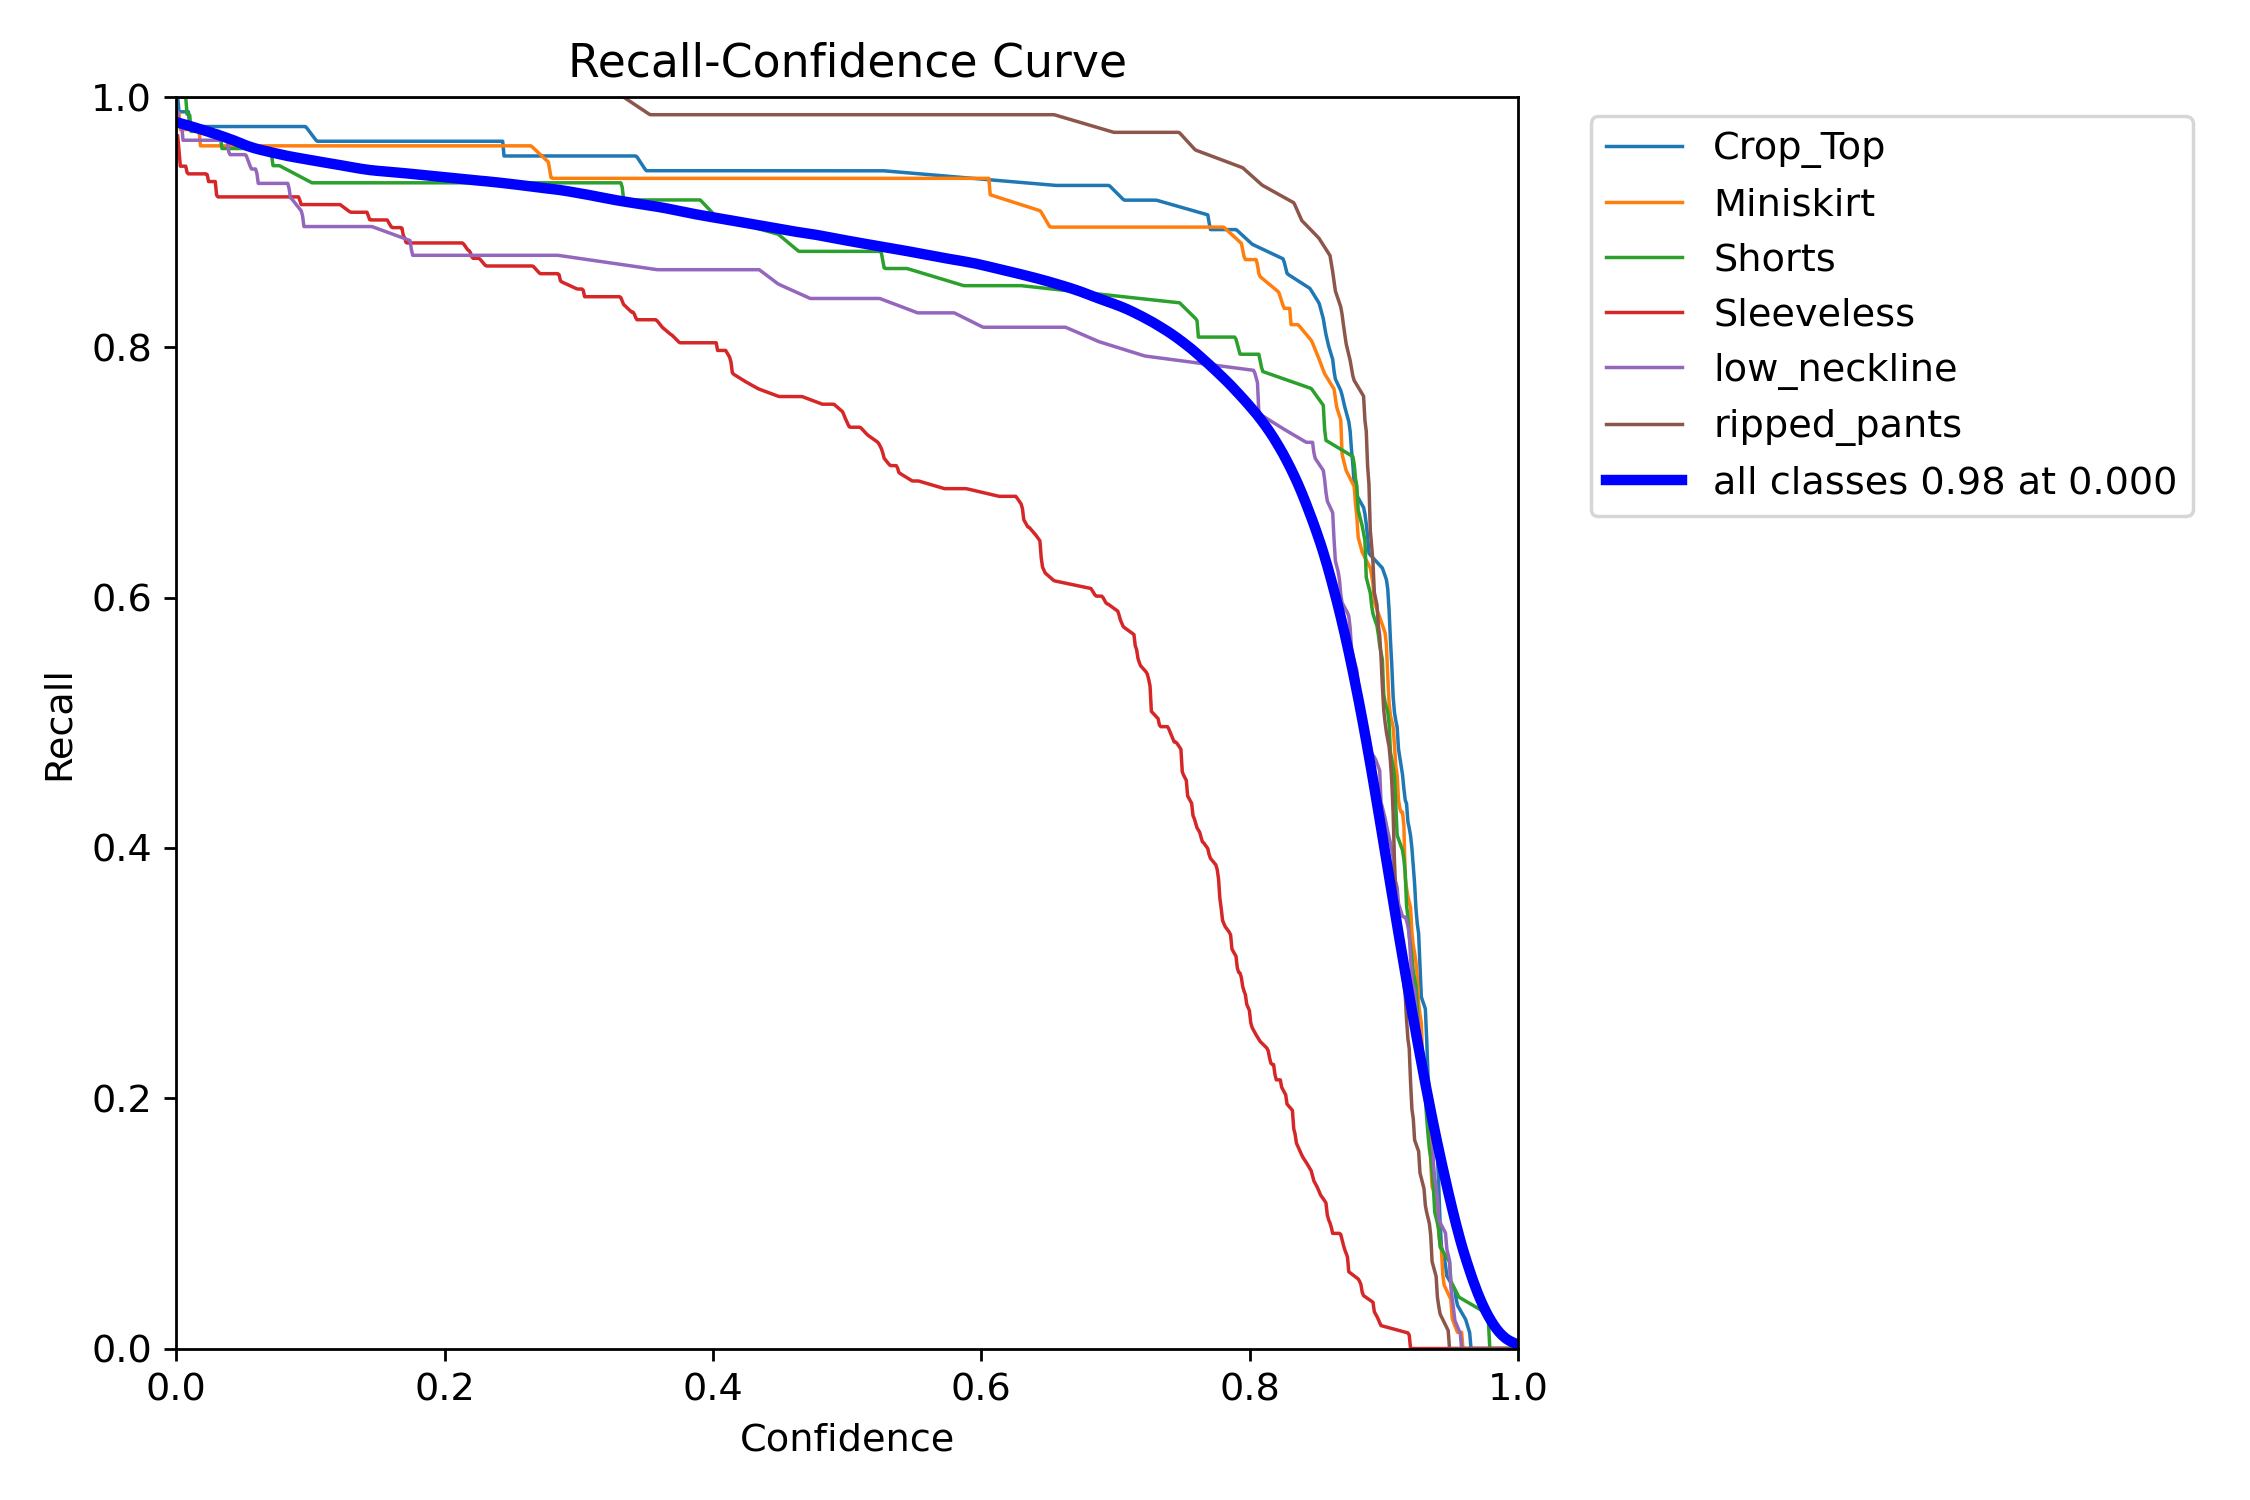 Recall-Confidence Curve
1.0
0.8
0.6
0.4
0.2
0.0
Recall
0.0 0.2 0.4 0.6 0.8 1.0
Confidence
Crop_Top
Miniskirt
Shorts
Sleeveless
low_neckline
ripped_pants
all classes 0.98 at 0.000